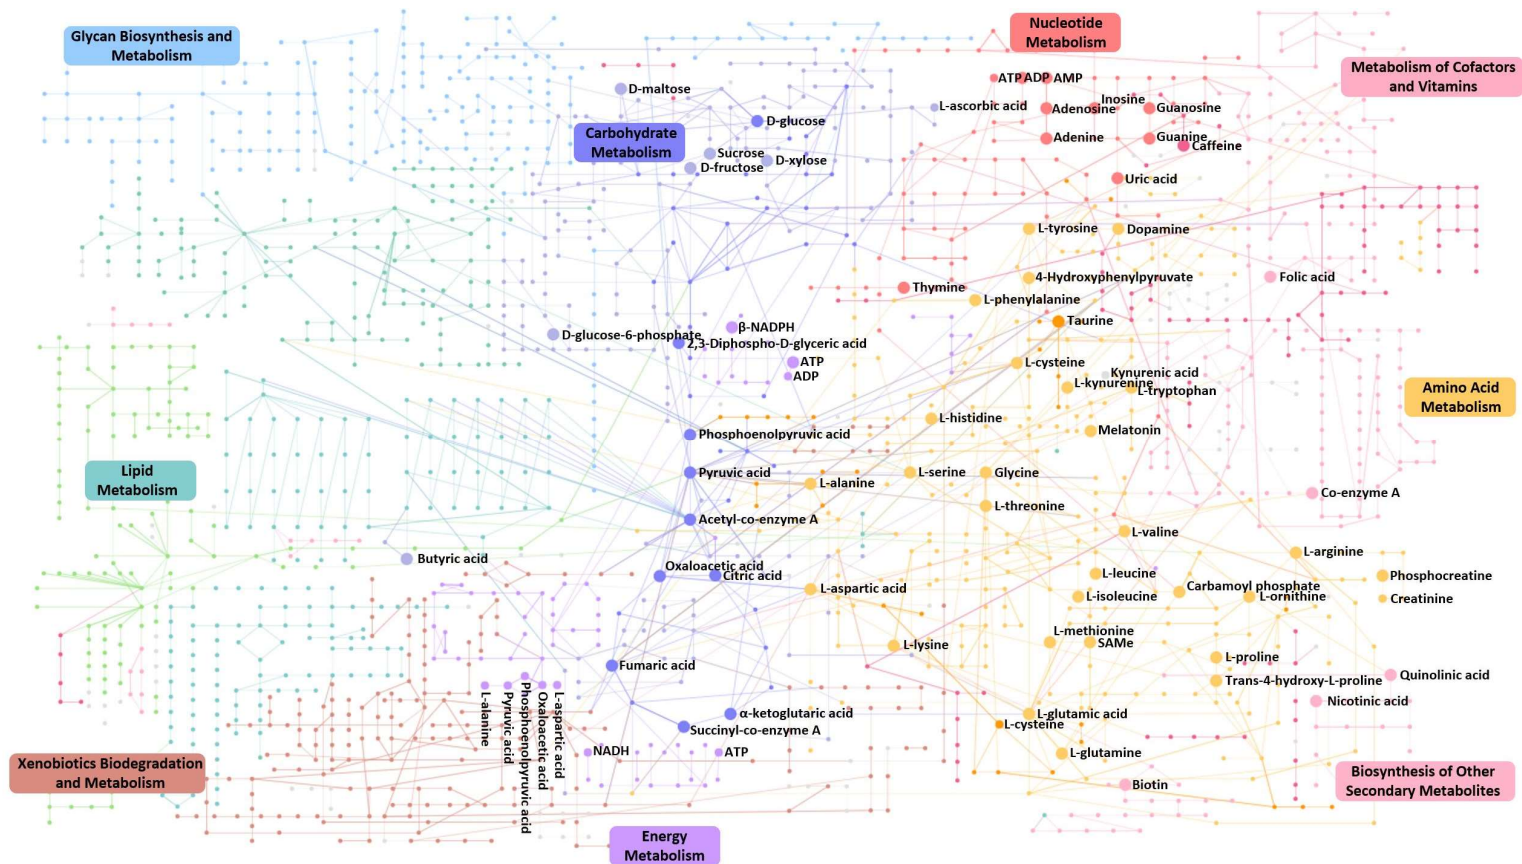 Glycan Biosynthesis and
Metabolism
Nucleotide
Metabolism
Metabolism of Cofactors
and Vitamins
Carbohydrate
Metabolism
D-maltose
D-glucose
Sucrose
D-fructose
D-xylose
L-ascorbic acid
ATP
ADP
AMP
Adenosine
Inosine
Guanosine
Adenine
Guanine
Caffeine
Uric acid
L-tyrosine
Dopamine
4-Hydroxyphenylpyruvate
Folic acid
Thymine
L-phenylalanine
Taurine
D-glucose-6-phosphate
β-NADPH
2,3-Diphospho-D-glyceric acid
ATP
ADP
L-cysteine
Kynurenic acid
L-kynurenine
L-tryptophan
Amino Acid
Metabolism
L-histidine
Melatonin
Phosphoenolpyruvic acid
Lipid
Metabolism
Pyruvic acid
L-alanine
L-serine
Glycine
Co-enzyme A
L-threonine
Acetyl-co-enzyme A
L-valine
Butyric acid
Oxaloacetic acid
Citric acid
L-arginine
L-leucine
Phosphocreatine
L-aspartic acid
Carbamoyl phosphate
L-isoleucine
L-ornithine
Creatinine
L-methionine
SAMe
L-lysine
Fumaric acid
L-proline
Trans-4-hydroxy-L-proline
Quinolinic acid
Nicotinic acid
L-alanine
Pyruvic acid
Phosphoenolpyruvic acid
Oxaloacetic acid
L-aspartic acid
α-ketoglutaric acid
Succinyl-co-enzyme A
L-glutamic acid
L-cysteine
NADH
ATP
L-glutamine
Xenobiotics Biodegradation
and Metabolism
Biotin
Biosynthesis of Other
Secondary Metabolites
Energy
Metabolism